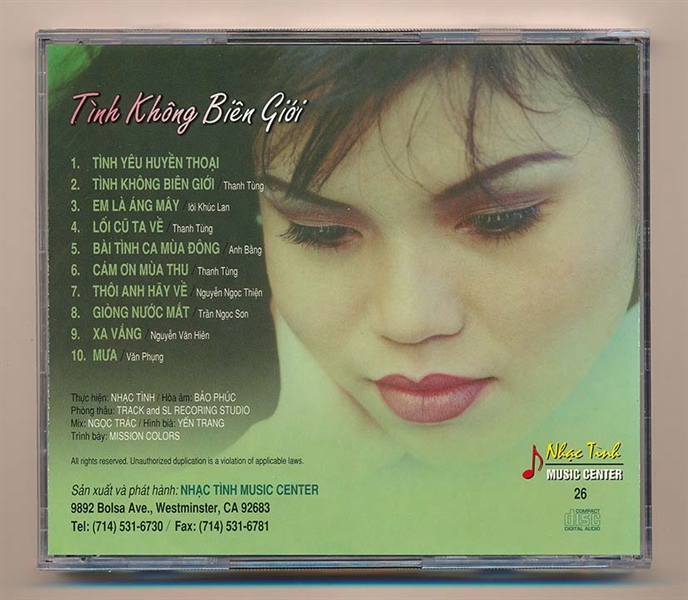 Tình Không Biên Giới
1. TÌNH YÊU HUYỀN THOẠI
2. TÌNH KHÔNG BIÊN GIỚI / Thanh Tùng
3. EM LÀ ÁNG MÂY / lời Khúc Lan
4. LỐI CŨ TA VỀ / Thanh Tùng
5. BÀI TÌNH CA MÙA ĐÔNG / Anh Bằng
6. CÁM ƠN MÙA THU / Thanh Tùng
7. THÔI ANH HÃY VỀ / Nguyễn Ngọc Thiện
8. GIÒNG NƯỚC MẮT / Trần Ngọc Sơn
9. XA VẮNG / Nguyễn Văn Hiên
10. MƯA / Văn Phụng
Thực hiện: NHẠC TÌNH / Hòa âm: BẢO PHÚC
Phòng thâu: TRACK and SL RECORING STUDIO
Mix: NGỌC TRÁC / Hình bìa: YẾN TRANG
Trình bày: MISSION COLORS
All rights reserved. Unauthorized duplication is a violation of applicable laws.
Sản xuất và phát hành: NHẠC TÌNH MUSIC CENTER
9892 Bolsa Ave., Westminster, CA 92683
Tel: (714) 531-6730 / Fax: (714) 531-6781
Nhạc Tình
MUSIC CENTER
26
COMPACT
disc
DIGITAL AUDIO